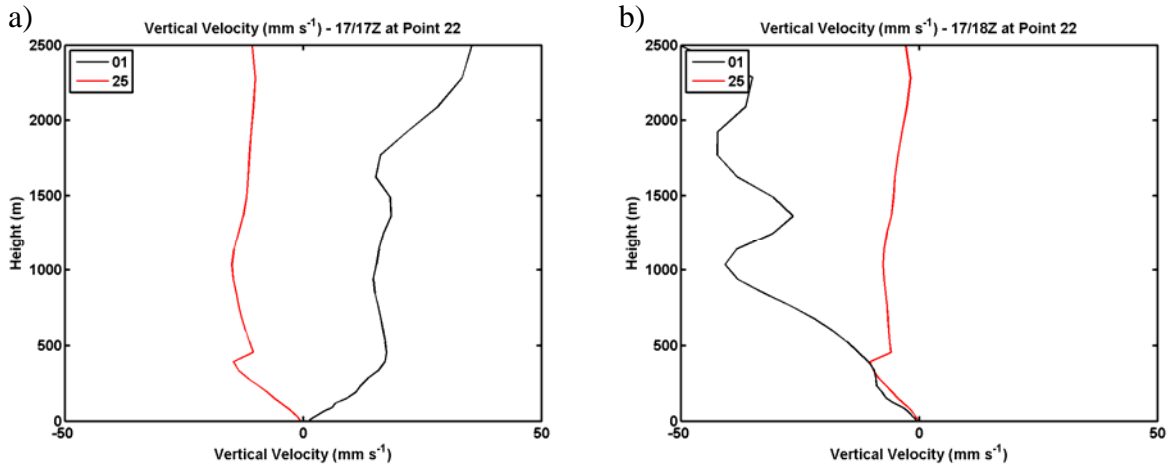 a)
Vertical Velocity (mm s⁻¹) - 17/17Z at Point 22
2500
2000
1500
1000
500
0
Height (m)
01
25
-50 0 50
Vertical Velocity (mm s⁻¹)
b)
Vertical Velocity (mm s⁻¹) - 17/18Z at Point 22
2500
2000
1500
1000
500
0
Height (m)
01
25
-50 0 50
Vertical Velocity (mm s⁻¹)